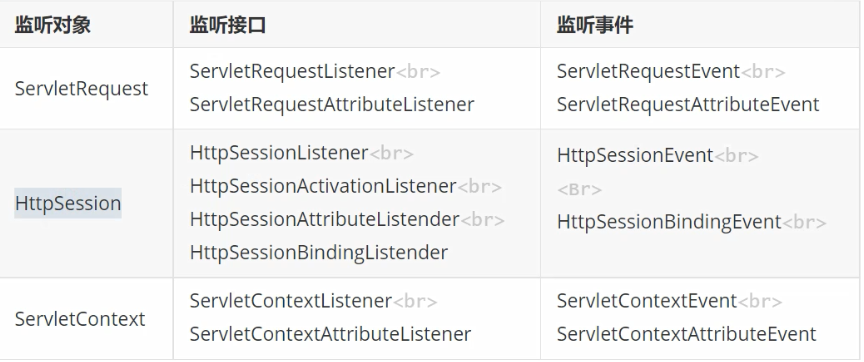 监听对象 监听接口 监听事件
ServletRequest
ServletRequestListener<br>
ServletRequestAttributeListener
ServletRequestEvent<br>
ServletRequestAttributeEvent
HttpSession
HttpSessionListener<br>
HttpSessionActivationListener<br>
HttpSessionAttributeListender<br>
HttpSessionBindingListender
HttpSessionEvent<br>
<Br>
HttpSessionBindingEvent<br>
ServletContext
ServletContextListener<br>
ServletContextAttributeListener
ServletContextEvent<br>
ServletContextAttributeEvent